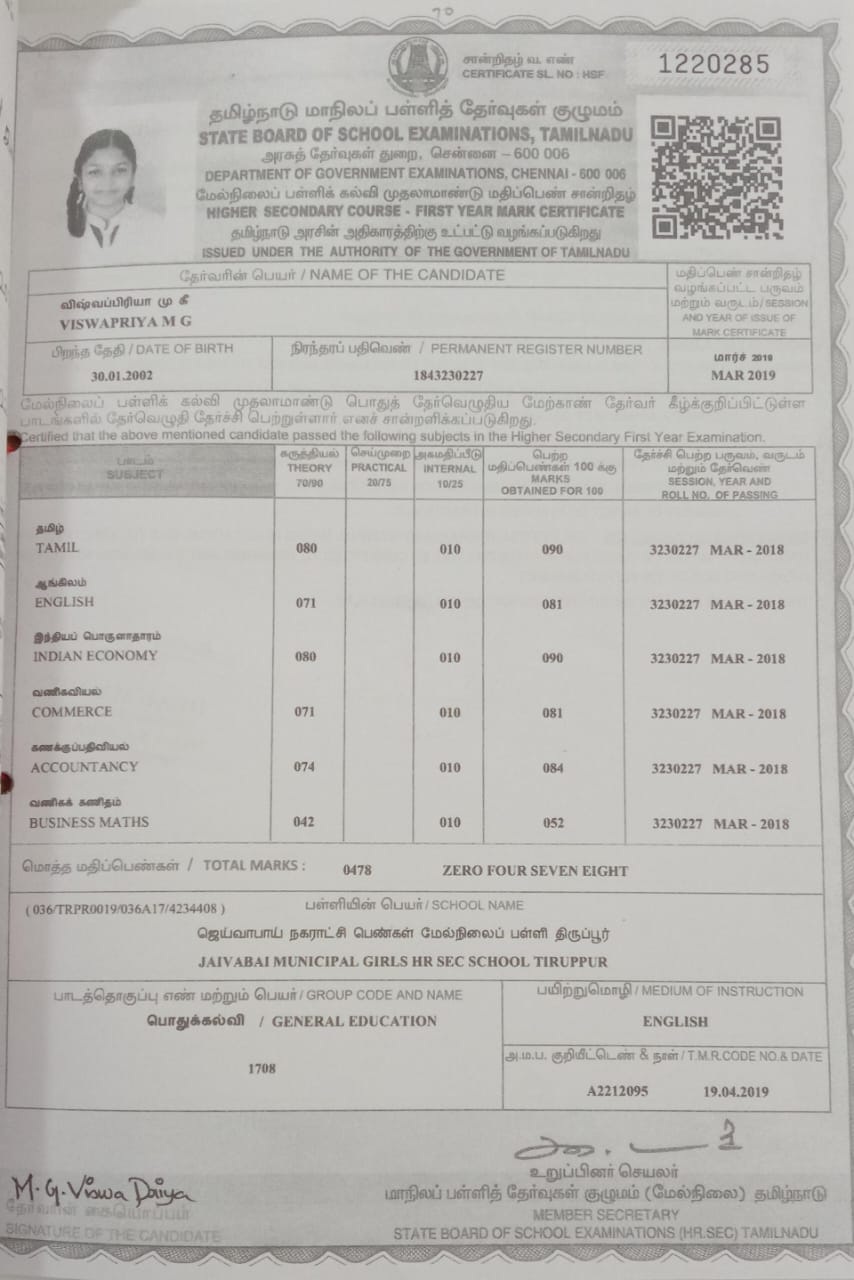 70
சான்றிதழ் வ. எண்
CERTIFICATE SL. NO : HSF 1220285
தமிழ்நாடு மாநிலப் பள்ளித் தேர்வுகள் குழுமம்
STATE BOARD OF SCHOOL EXAMINATIONS, TAMILNADU
அரசுத் தேர்வுகள் துறை, சென்னை – 600 006
DEPARTMENT OF GOVERNMENT EXAMINATIONS, CHENNAI - 600 006
மேல்நிலைப் பள்ளிக் கல்வி முதலாமாண்டு மதிப்பெண் சான்றிதழ்
HIGHER SECONDARY COURSE - FIRST YEAR MARK CERTIFICATE
தமிழ்நாடு அரசின் அதிகாரத்திற்கு உட்பட்டு வழங்கப்படுகிறது
ISSUED UNDER THE AUTHORITY OF THE GOVERNMENT OF TAMILNADU
தேர்வரின் பெயர் / NAME OF THE CANDIDATE
விஷ்வப்பிரியா மு கீ
VISWAPRIYA M G
மதிப்பெண் சான்றிதழ்
வழங்கப்பட்ட பருவம்
மற்றும் வருடம் / SESSION
AND YEAR OF ISSUE OF
MARK CERTIFICATE
பிறந்த தேதி / DATE OF BIRTH
30.01.2002
நிரந்தரப் பதிவெண் / PERMANENT REGISTER NUMBER
1843230227
மார்ச் 2019
MAR 2019
மேல்நிலைப் பள்ளிக் கல்வி முதலாமாண்டு பொதுத் தேர்வெழுதிய மேற்காண் தேர்வர் கீழ்க்குறிப்பிட்டுள்ள
பாடங்களில் தேர்வெழுதி தேர்ச்சி பெற்றுள்ளார் எனச் சான்றளிக்கப்படுகிறது.
Certified that the above mentioned candidate passed the following subjects in the Higher Secondary First Year Examination.
பாடம்
SUBJECT
கருத்தியல்
THEORY
70/90
செய்முறை
PRACTICAL
20/75
அகமதிப்பீடு
INTERNAL
10/25
பெற்ற
மதிப்பெண்கள் 100 க்கு
MARKS
OBTAINED FOR 100
தேர்ச்சி பெற்ற பருவம், வருடம்
மற்றும் தேர்வெண்
SESSION, YEAR AND
ROLL NO. OF PASSING
தமிழ்
TAMIL 080 010 090 3230227 MAR - 2018
ஆங்கிலம்
ENGLISH 071 010 081 3230227 MAR - 2018
இந்தியப் பொருளாதாரம்
INDIAN ECONOMY 080 010 090 3230227 MAR - 2018
வணிகவியல்
COMMERCE 071 010 081 3230227 MAR - 2018
கணக்குப்பதிவியல்
ACCOUNTANCY 074 010 084 3230227 MAR - 2018
வணிகக் கணிதம்
BUSINESS MATHS 042 010 052 3230227 MAR - 2018
மொத்த மதிப்பெண்கள் / TOTAL MARKS : 0478 ZERO FOUR SEVEN EIGHT
( 036/TRPR0019/036A17/4234408 ) பள்ளியின் பெயர் / SCHOOL NAME
ஜெய்வாபாய் நகராட்சி பெண்கள் மேல்நிலைப் பள்ளி திருப்பூர்
JAIVABAI MUNICIPAL GIRLS HR SEC SCHOOL TIRUPPUR
பாடத்தொகுப்பு எண் மற்றும் பெயர் / GROUP CODE AND NAME
பொதுக்கல்வி / GENERAL EDUCATION
1708
பயிற்றுமொழி / MEDIUM OF INSTRUCTION
ENGLISH
அ.ம.ப. குறியீட்டெண் & நாள் / T.M.R.CODE NO.& DATE
A2212095 19.04.2019
M.G.Viswa Priya
தேர்வரின் கையொப்பம்
SIGNATURE OF THE CANDIDATE
உறுப்பினர் செயலர்
மாநிலப் பள்ளித் தேர்வுகள் குழுமம் (மேல்நிலை) தமிழ்நாடு
MEMBER SECRETARY
STATE BOARD OF SCHOOL EXAMINATIONS (HR.SEC) TAMILNADU